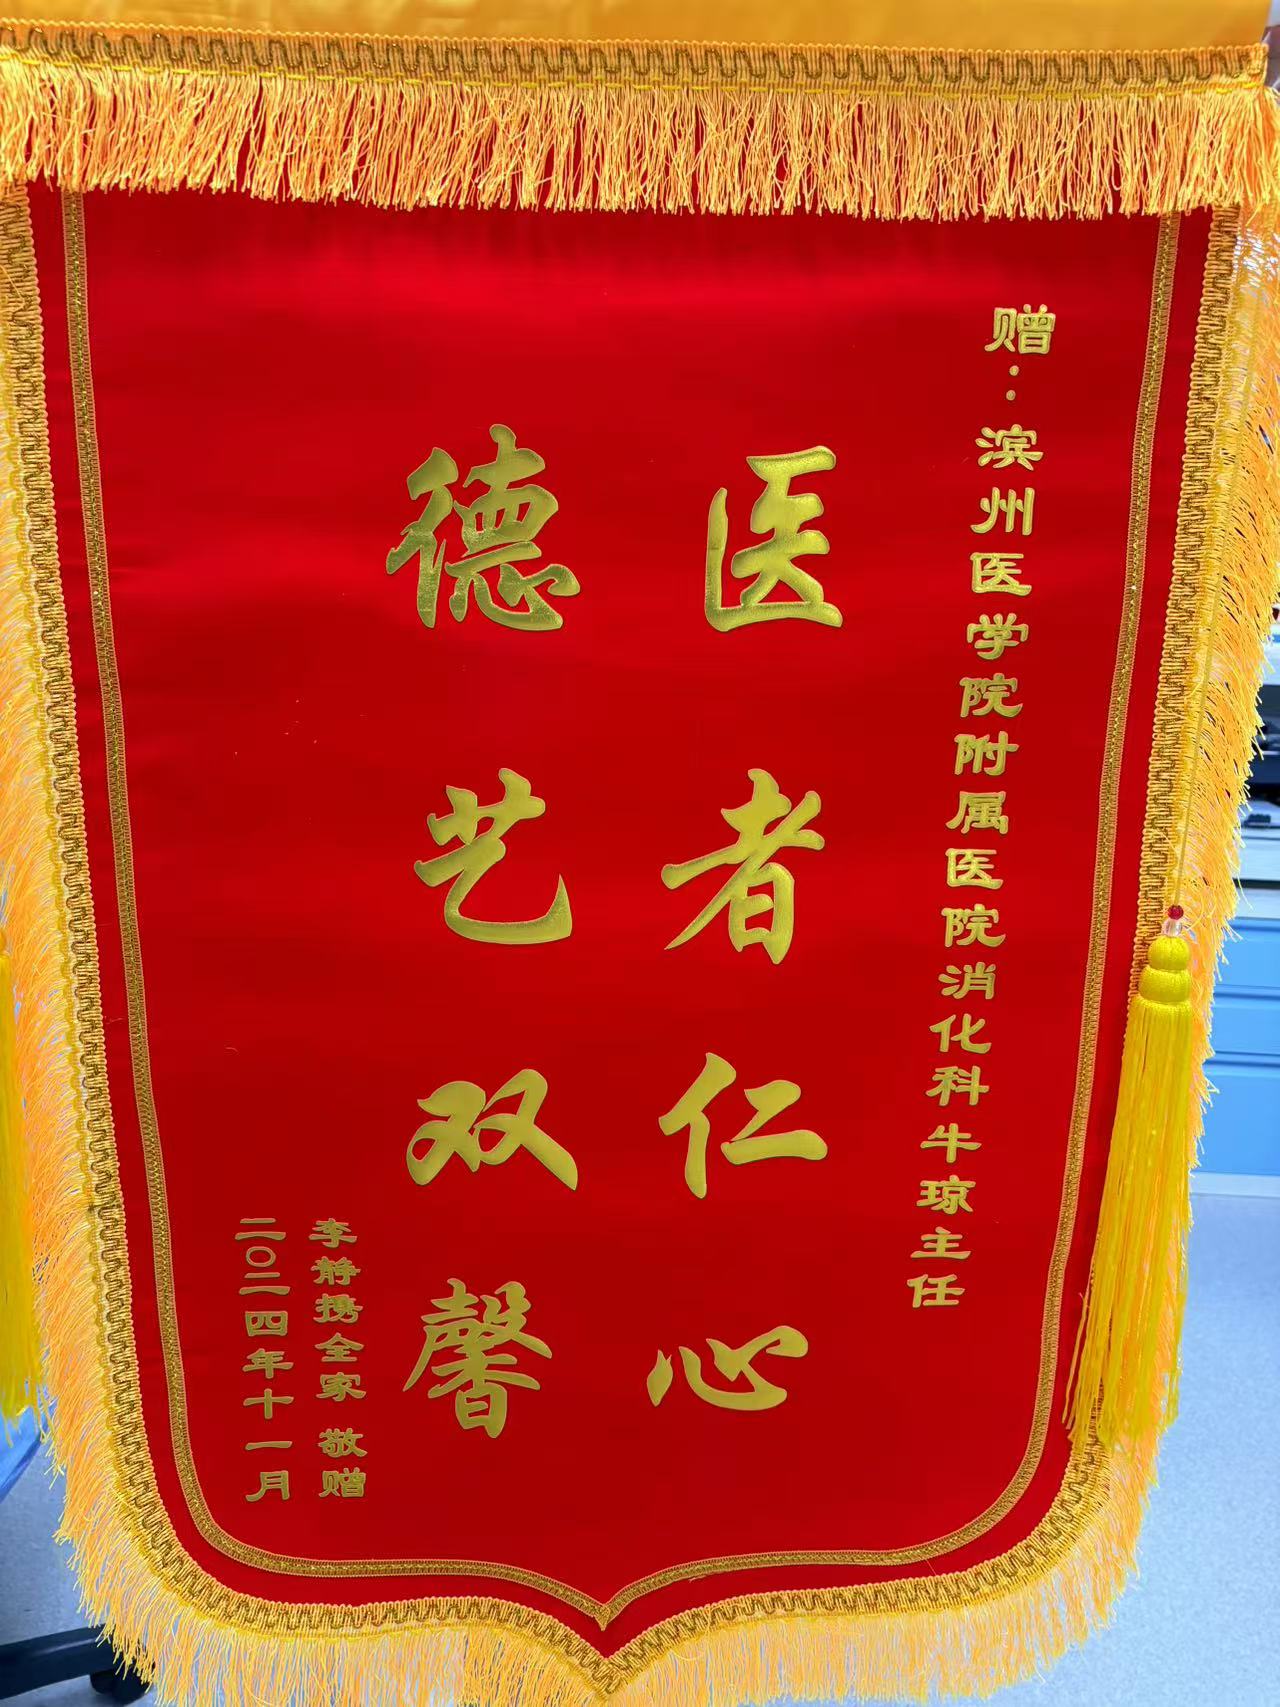 赠：滨州医学院附属医院消化科牛琼主任
医者仁心
德艺双馨
李静携全家 敬赠
二〇二四年十一月